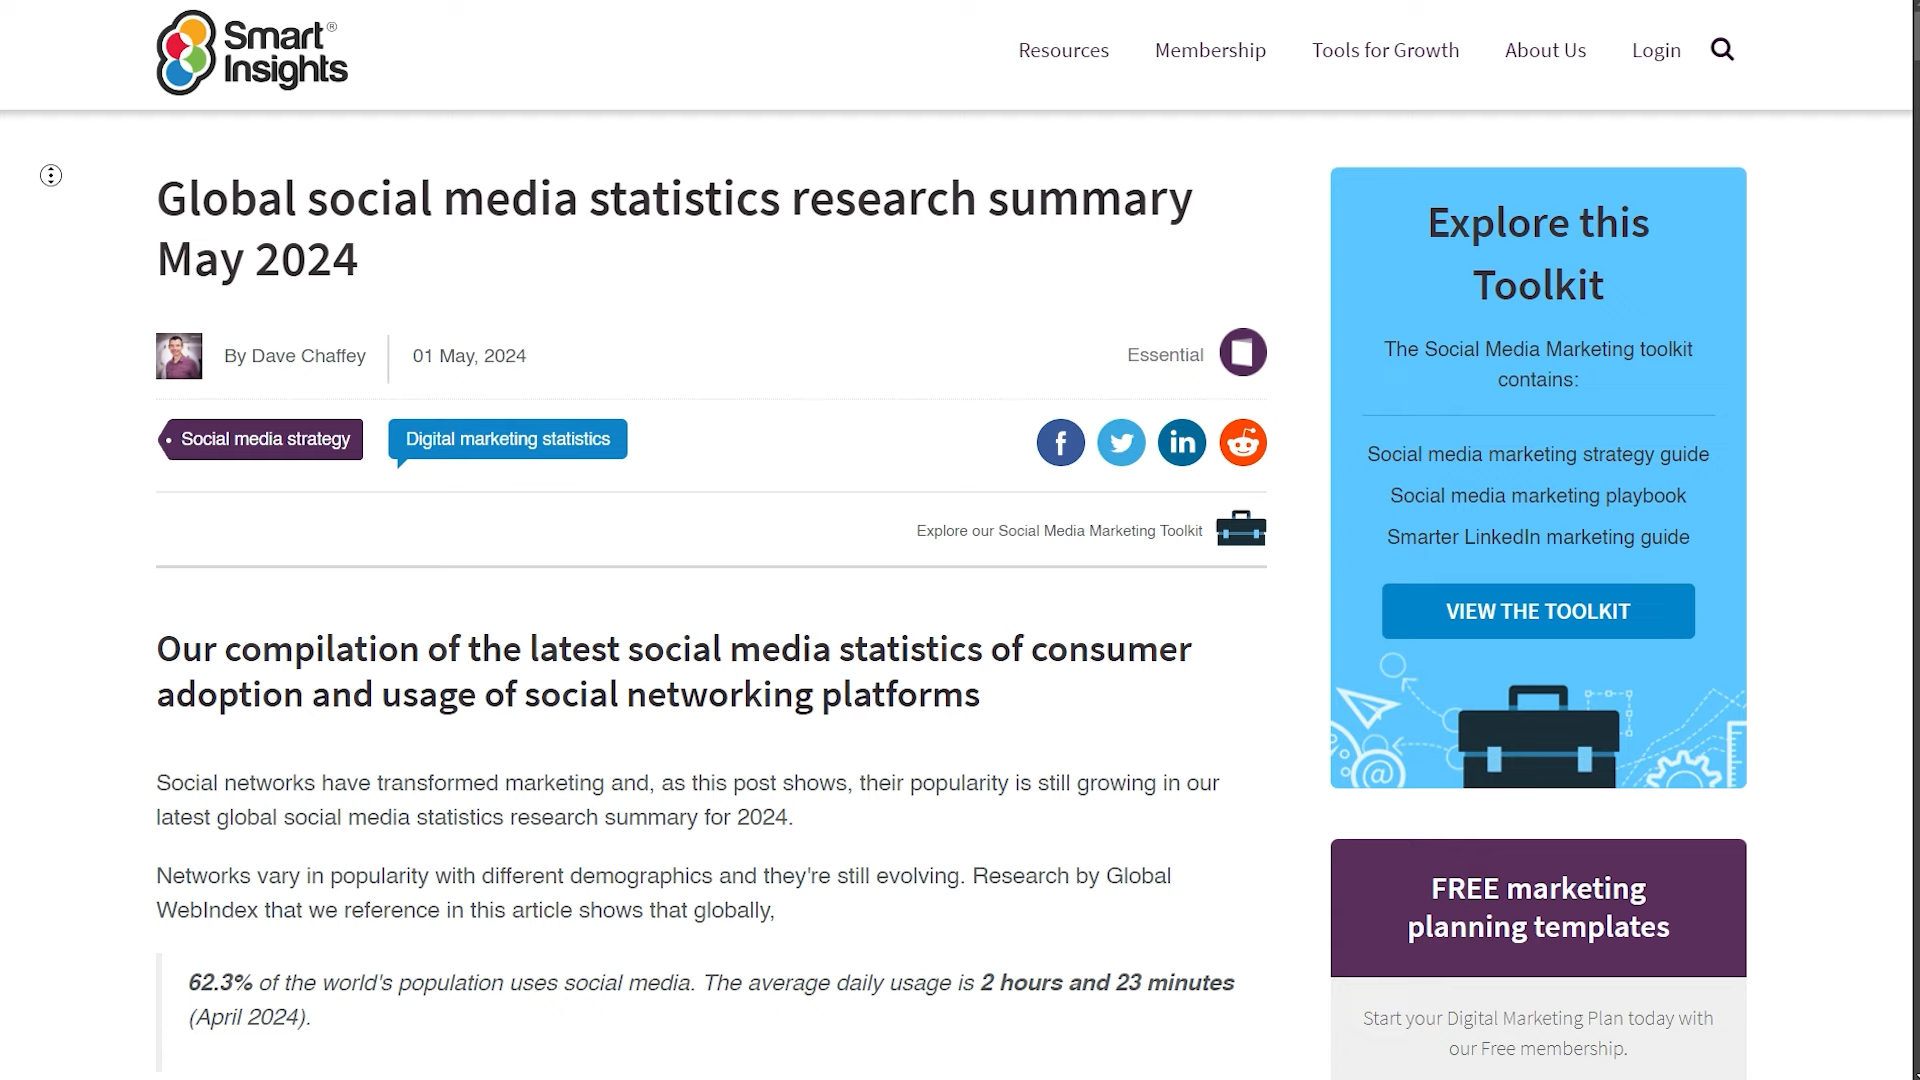 Smart®
Insights
Resources
Membership
Tools for Growth
About Us
Login
Global social media statistics research summary
May 2024
By Dave Chaffey
01 May, 2024
Essential
Social media strategy
Digital marketing statistics
Explore our Social Media Marketing Toolkit
Our compilation of the latest social media statistics of consumer
adoption and usage of social networking platforms
Social networks have transformed marketing and, as this post shows, their popularity is still growing in our
latest global social media statistics research summary for 2024.
Networks vary in popularity with different demographics and they're still evolving. Research by Global
WebIndex that we reference in this article shows that globally,
62.3% of the world's population uses social media. The average daily usage is 2 hours and 23 minutes
(April 2024).
Explore this
Toolkit
The Social Media Marketing toolkit
contains:
Social media marketing strategy guide
Social media marketing playbook
Smarter LinkedIn marketing guide
VIEW THE TOOLKIT
FREE marketing
planning templates
Start your Digital Marketing Plan today with
our Free membership.